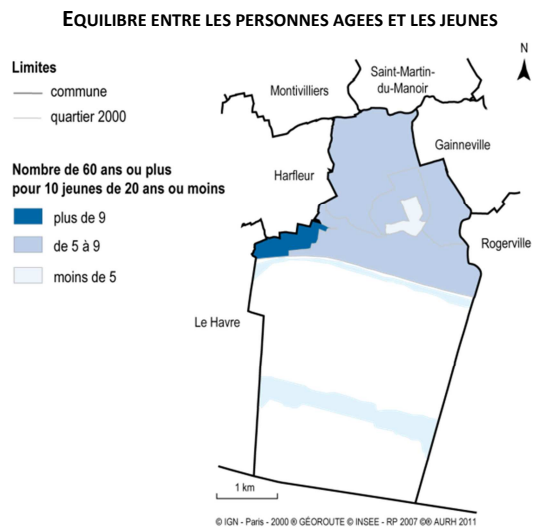 EQUILIBRE ENTRE LES PERSONNES AGEES ET LES JEUNES
N
Limites
commune
quartier 2000
Nombre de 60 ans ou plus
pour 10 jeunes de 20 ans ou moins
plus de 9
de 5 à 9
moins de 5
Saint-Martin-
du-Manoir
Montivilliers
Gainneville
Harfleur
Rogerville
Le Havre
1 km
© IGN - Paris - 2000 ® GÉOROUTE © INSEE - RP 2007 ©® AURH 2011